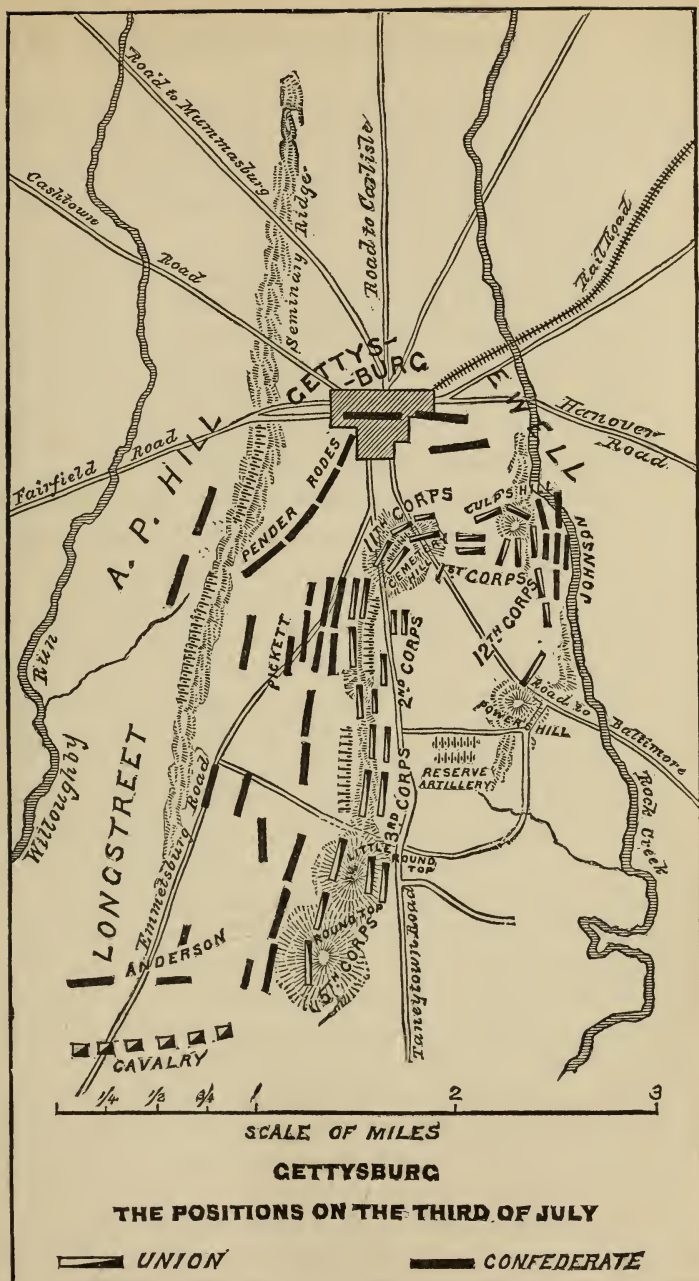 Road to Mummasburg
Cashtown
Road
Seminary Ridge
Road to Carlisle
Rail Road
GETTYS-
-BURG
EWELL
Hanover
Road
Fairfield Road
A. P. HILL
PENDER
RODES
11TH CORPS
CEMETERY
HILL
CULP'S H
1ST CORPS
JOHNSON
12TH CORPS
PICKETT
2ND CORPS
Road to
Baltimore
POWERS HILL
RESERVE
ARTILLERY
Willoughby Run
LONGSTREET
Emmetsburg Road
3RD CORPS
LITTLE
ROUND
TOP
Rock Creek
ANDERSON
ROUND TOP
5TH CORPS
Taneytown Road
CAVALRY
1/4 1/2 3/4 1 2 3
SCALE OF MILES
GETTYSBURG
THE POSITIONS ON THE THIRD OF JULY
UNION
CONFEDERATE